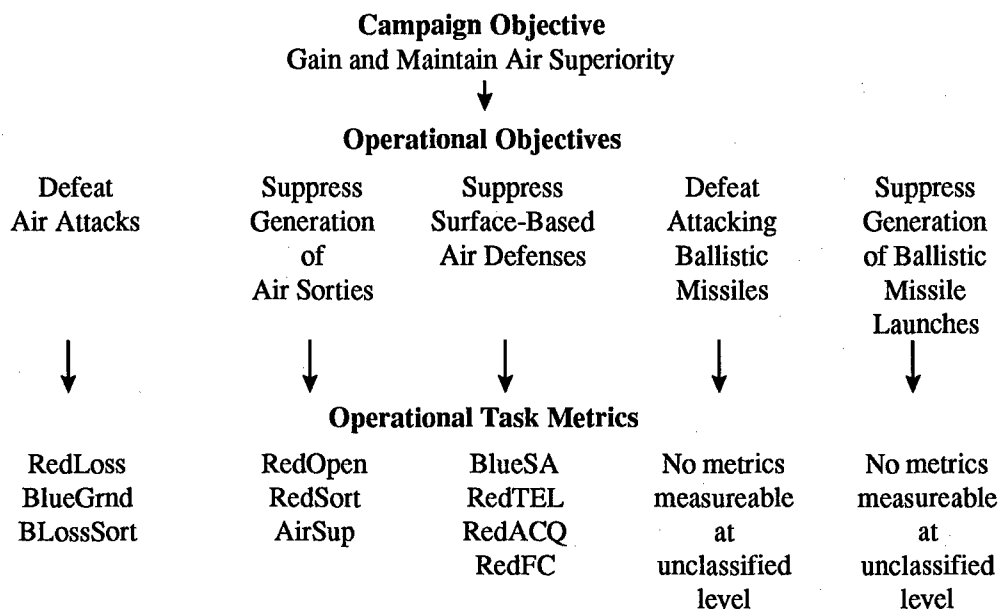 Campaign Objective
Gain and Maintain Air Superiority
Operational Objectives
Defeat
Air Attacks
Suppress
Generation
of
Air Sorties
Suppress
Surface-Based
Air Defenses
Defeat
Attacking
Ballistic
Missiles
Suppress
Generation
of Ballistic
Missile
Launches
Operational Task Metrics
RedLoss
BlueGrnd
BLossSort
RedOpen
RedSort
AirSup
BlueSA
RedTEL
RedACQ
RedFC
No metrics
measureable
at
unclassified
level
No metrics
measureable
at
unclassified
level